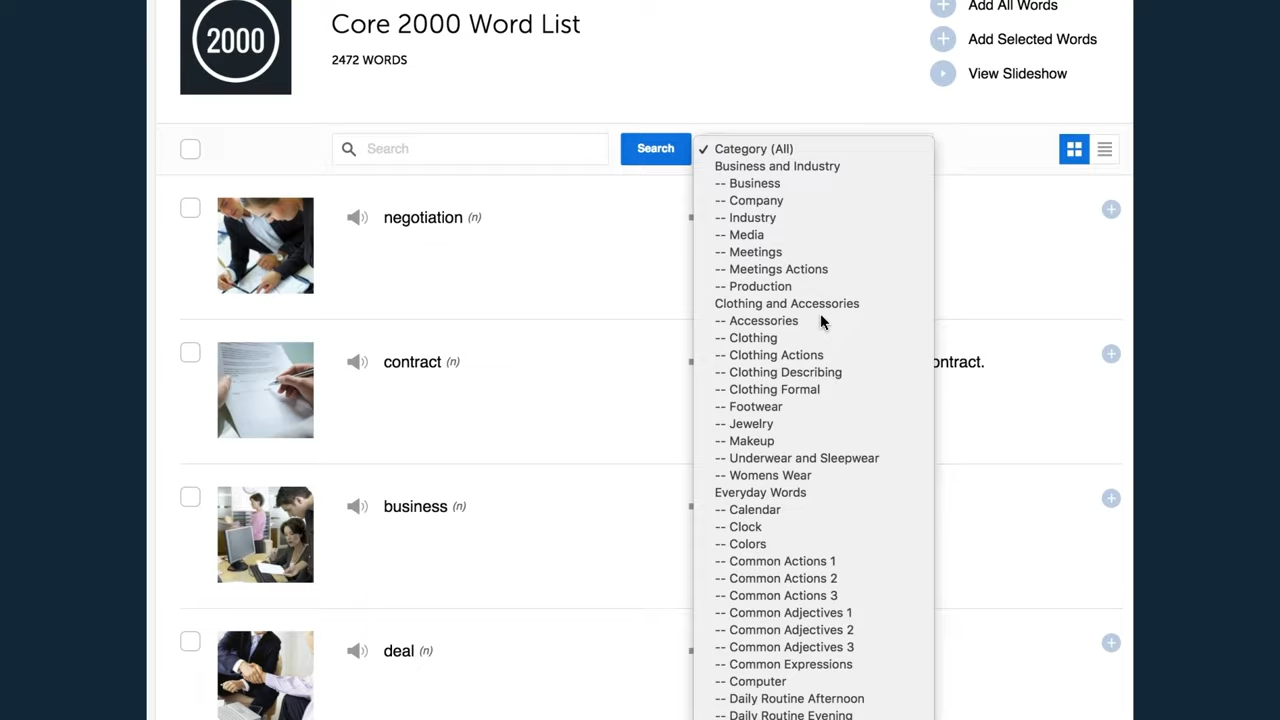 2000
Core 2000 Word List
2472 WORDS
Add All Words
Add Selected Words
View Slideshow
Search
Search
✓ Category (All)
Business and Industry
-- Business
-- Company
-- Industry
-- Media
-- Meetings
-- Meetings Actions
-- Production
Clothing and Accessories
-- Accessories
-- Clothing
-- Clothing Actions
-- Clothing Describing
-- Clothing Formal
-- Footwear
-- Jewelry
-- Makeup
-- Underwear and Sleepwear
-- Womens Wear
Everyday Words
-- Calendar
-- Clock
-- Colors
-- Common Actions 1
-- Common Actions 2
-- Common Actions 3
-- Common Adjectives 1
-- Common Adjectives 2
-- Common Adjectives 3
-- Common Expressions
-- Computer
-- Daily Routine Afternoon
-- Daily Routine Evening
negotiation (n)
contract (n)
ontract.
business (n)
deal (n)